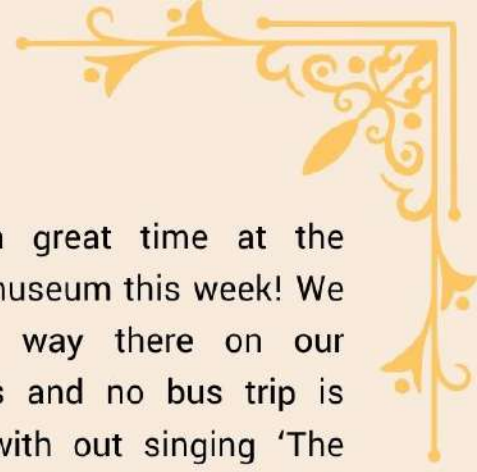 great time at the
museum this week! We
way there on our
and no bus trip is
with out singing ‘The